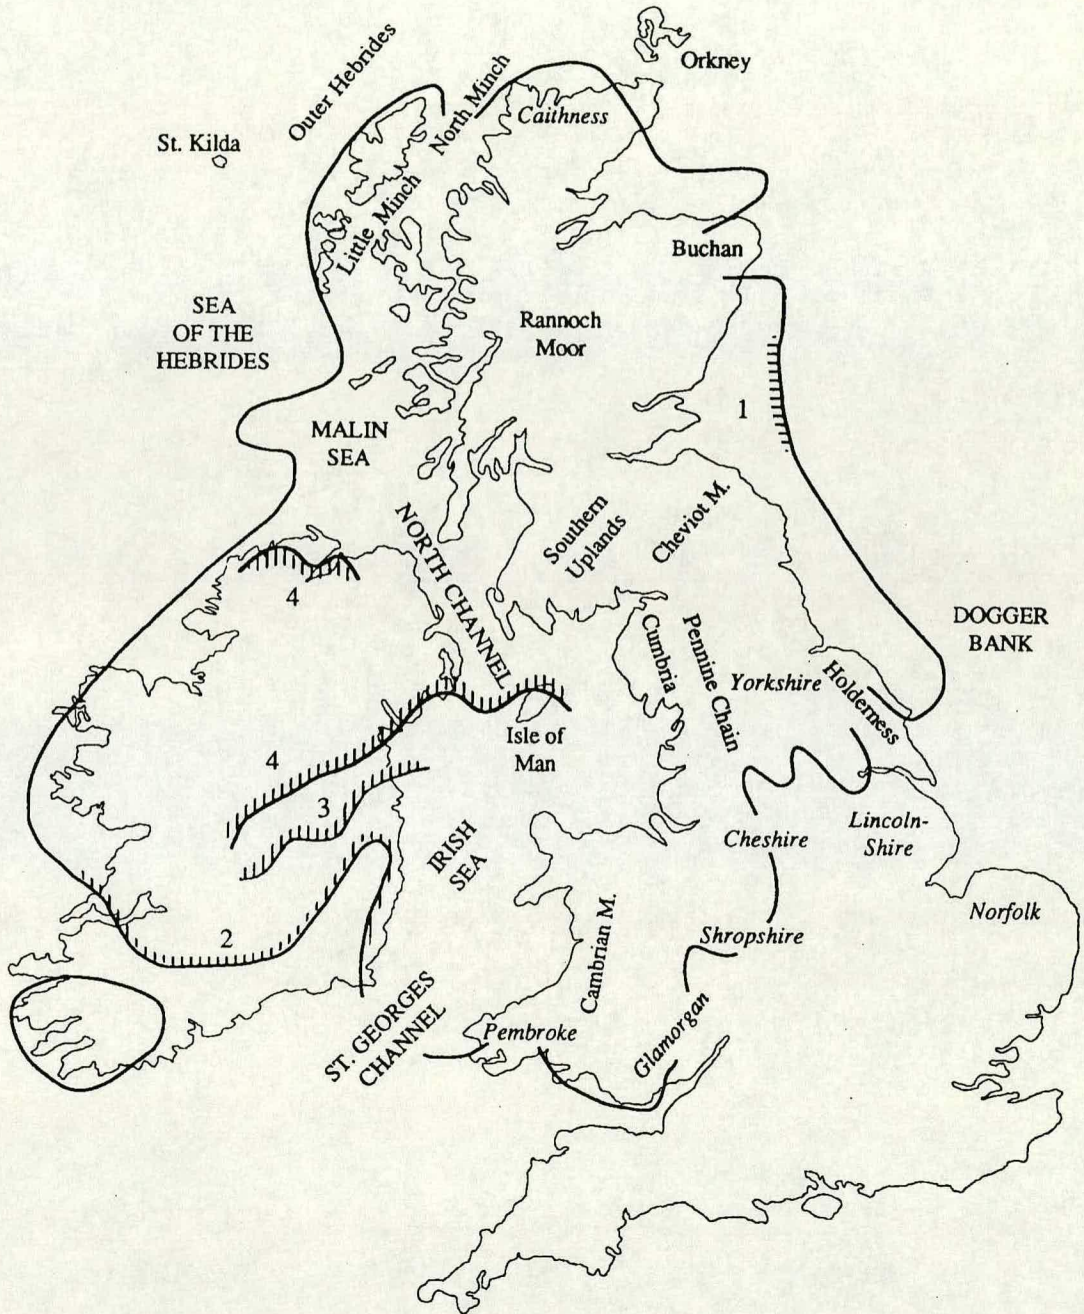 Orkney
Outer Hebrides
North Minch
Caithness
St. Kilda
Little Minch
Buchan
SEA
OF THE
HEBRIDES
Rannoch
Moor
1
MALIN
SEA
NORTH CHANNEL
Southern
Uplands
Cheviot M.
4
DOGGER
BANK
Cumbria
Pennine Chain
Yorkshire
Holderness
Isle of
Man
4
3
IRISH
SEA
Cheshire
Lincoln-
Shire
Norfolk
2
Shropshire
Cambrian M.
ST. GEORGES
CHANNEL
Pembroke
Glamorgan